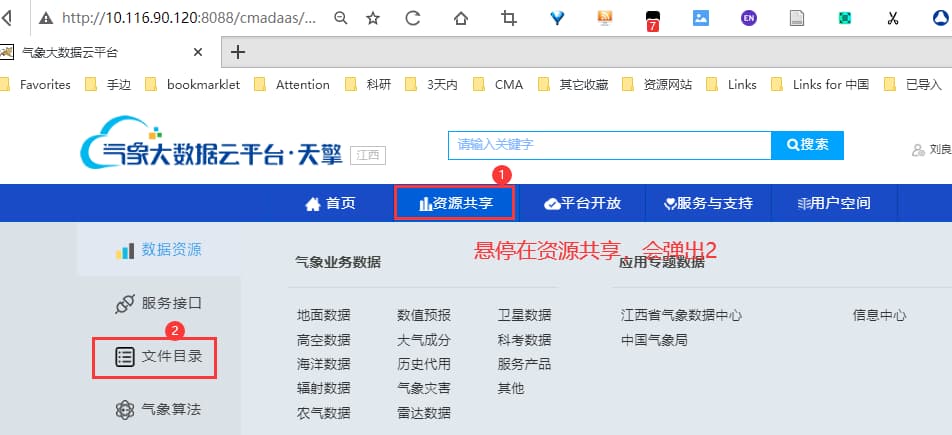 http://10.116.90.120:8088/cmadaas/...
7
EN
气象大数据云平台
Favorites 手边 bookmarklet Attention 科研 3天内 CMA 其它收藏 资源网站 Links Links for 中国 已导入
气象大数据云平台·天擎 江西
请输入关键字 搜索
刘良
1
首页 资源共享 平台开放 服务与支持 用户空间
数据资源
悬停在资源共享，会弹出2
气象业务数据 应用专题数据
服务接口
地面数据 数值预报 卫星数据 江西省气象数据中心 信息中心
2
高空数据 大气成分 科考数据 中国气象局
文件目录
海洋数据 历史代用 服务产品
辐射数据 气象灾害 其他
气象算法
农气数据 雷达数据